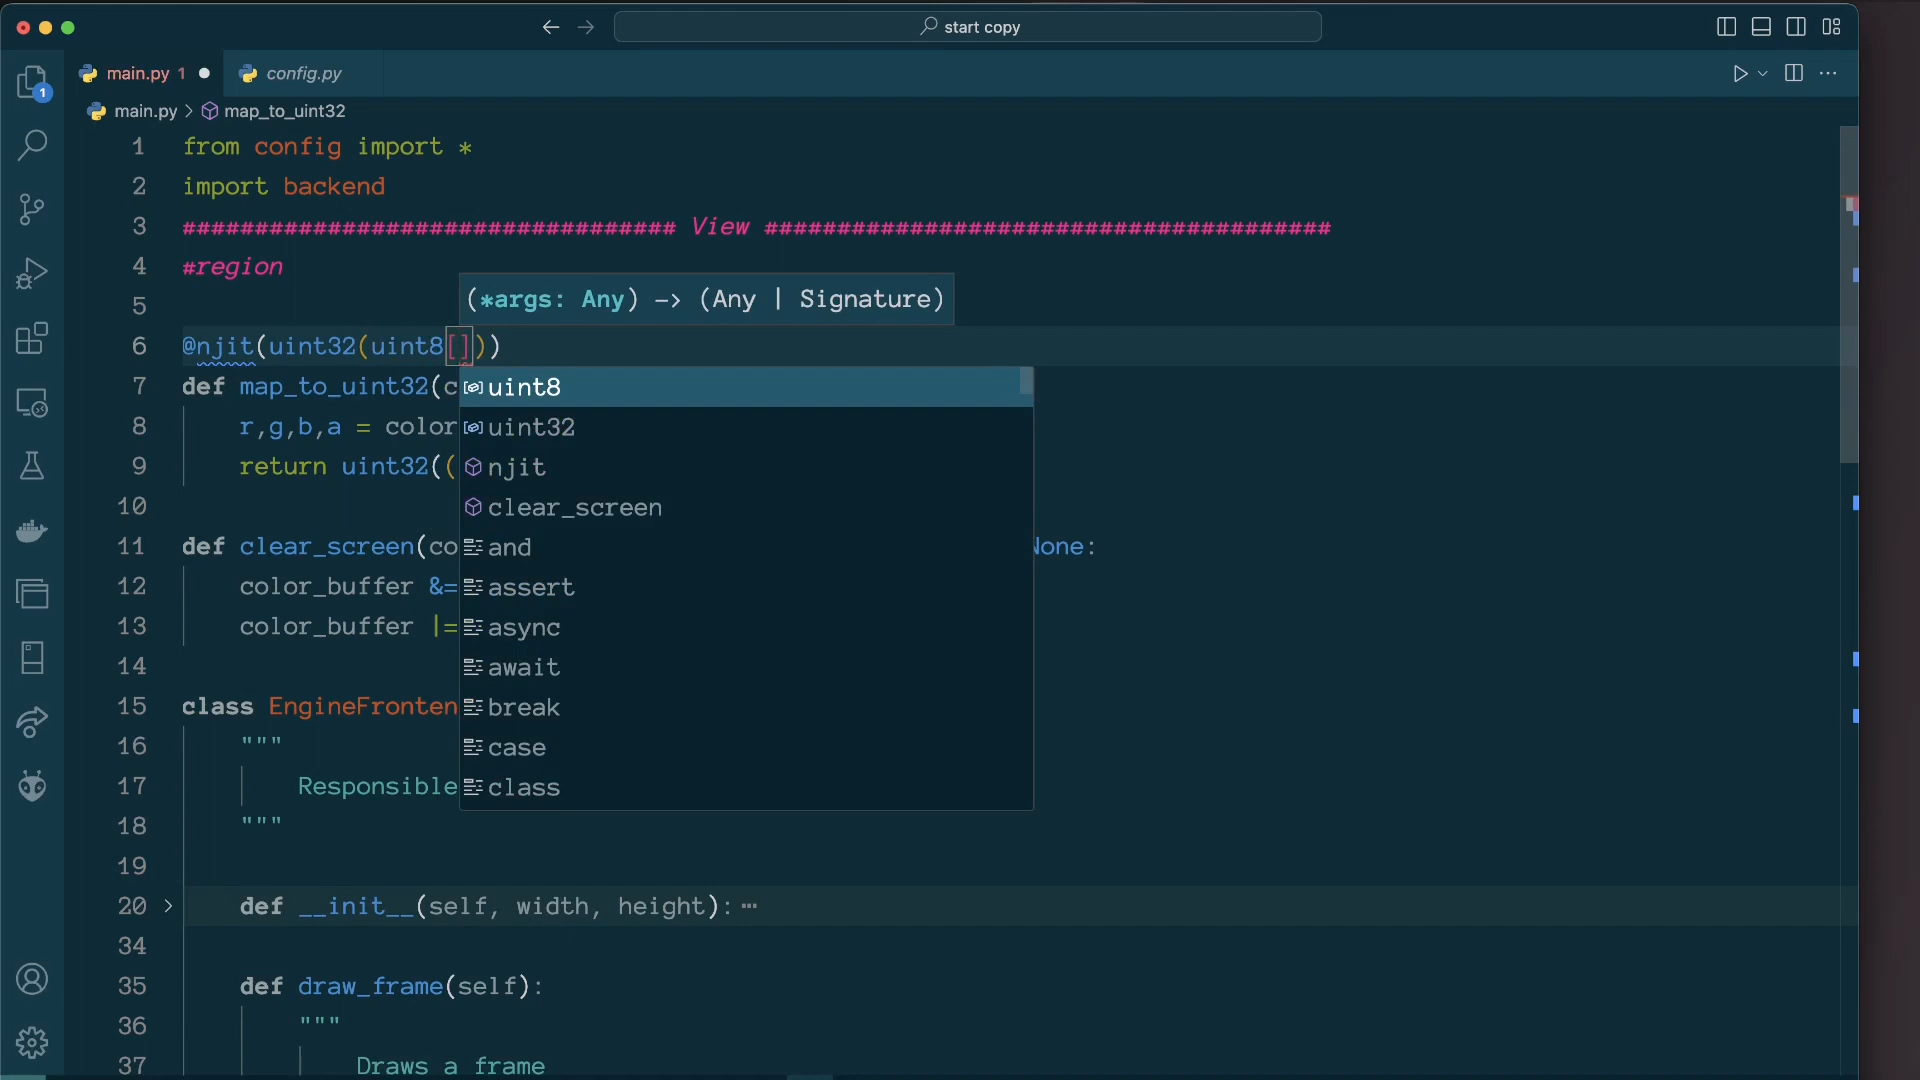 start copy
main.py 1 config.py
main.py > map_to_uint32
1 from config import *
2 import backend
3 ################################## View #######################################
4 #region
5
(*args: Any) -> (Any | Signature)
6 @njit(uint32(uint8[]))
7 def map_to_uint32(c
8 r,g,b,a = color
9 return uint32((
10
11 def clear_screen(co None:
12 color_buffer &=
13 color_buffer |=
14
15 class EngineFronten
16 """
17 Responsible
18 """
19
20 def __init__(self, width, height):
34
35 def draw_frame(self):
36 """
37 Draws a frame
uint8
uint32
njit
clear_screen
and
assert
async
await
break
case
class
1